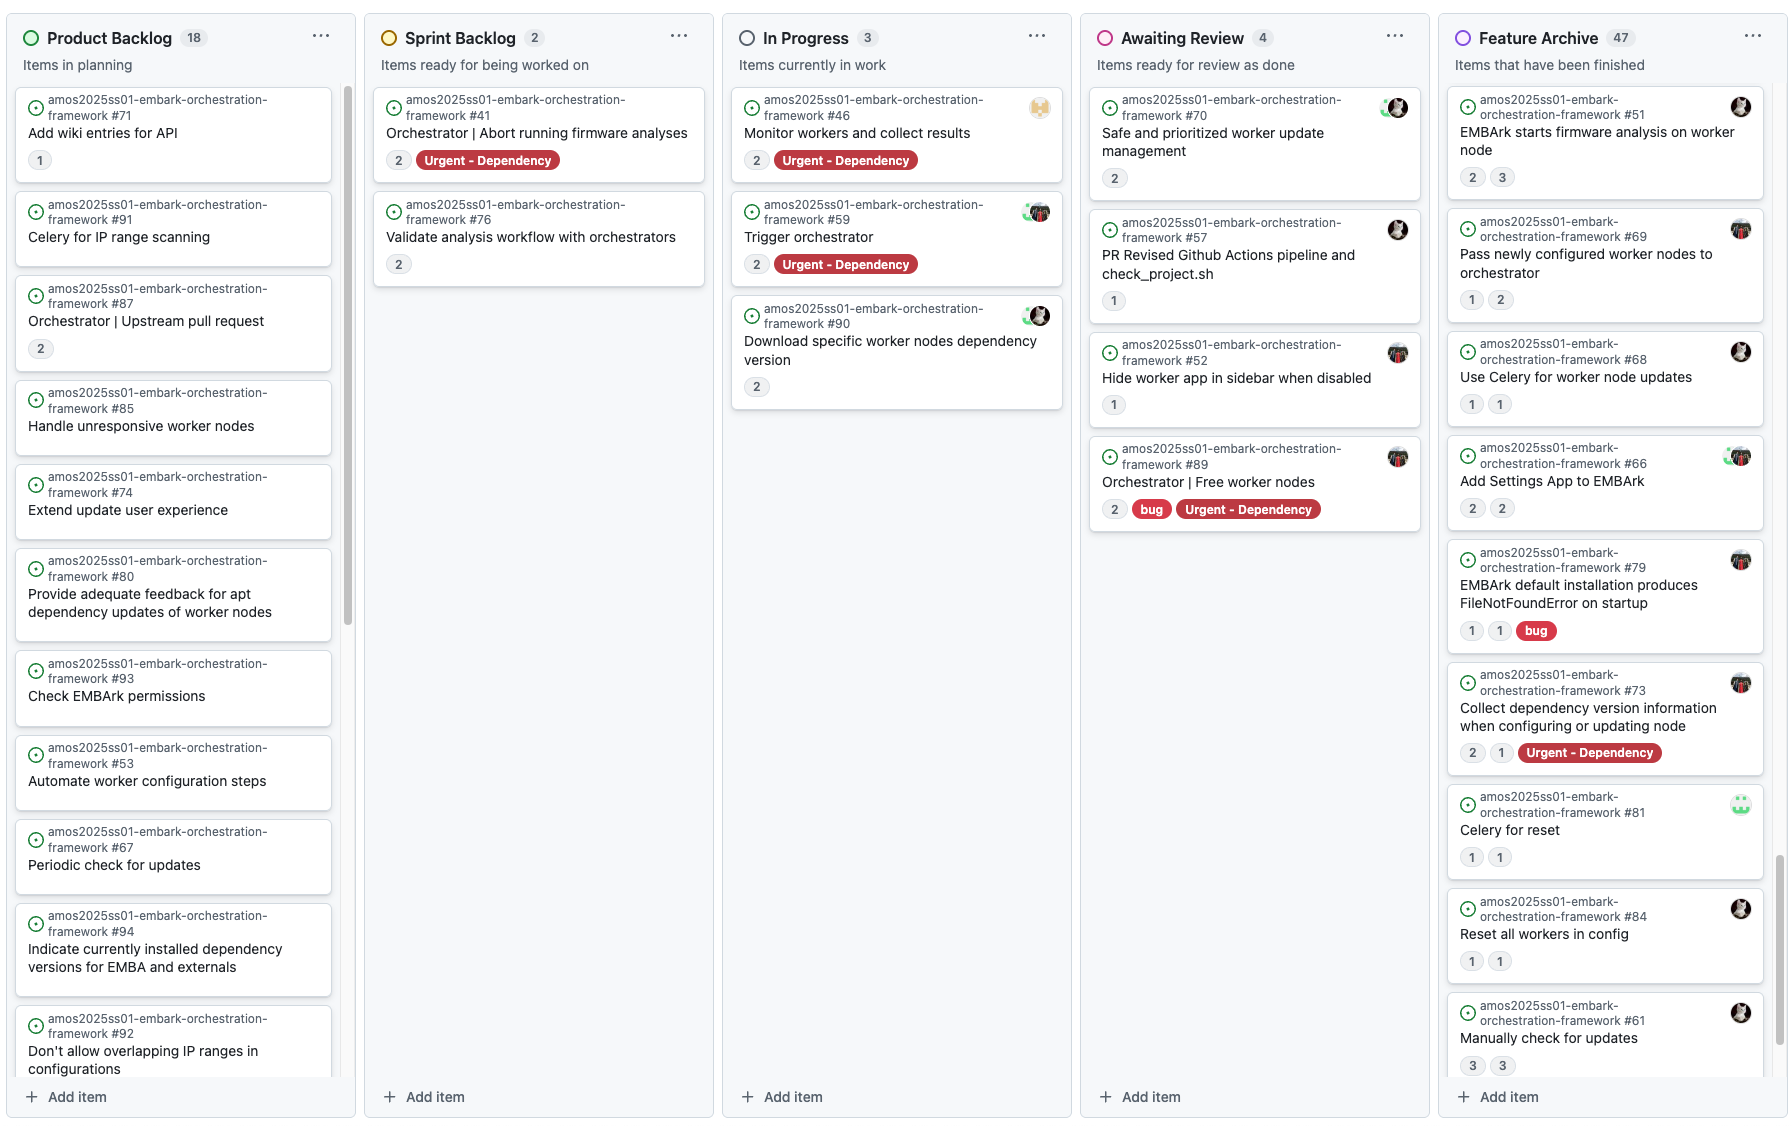 Product Backlog 18
Items in planning
amos2025ss01-embark-orchestration-
framework #71
Add wiki entries for API
1
amos2025ss01-embark-orchestration-
framework #91
Celery for IP range scanning
amos2025ss01-embark-orchestration-
framework #87
Orchestrator | Upstream pull request
2
amos2025ss01-embark-orchestration-
framework #85
Handle unresponsive worker nodes
amos2025ss01-embark-orchestration-
framework #74
Extend update user experience
amos2025ss01-embark-orchestration-
framework #80
Provide adequate feedback for apt
dependency updates of worker nodes
amos2025ss01-embark-orchestration-
framework #93
Check EMBArk permissions
amos2025ss01-embark-orchestration-
framework #53
Automate worker configuration steps
amos2025ss01-embark-orchestration-
framework #67
Periodic check for updates
amos2025ss01-embark-orchestration-
framework #94
Indicate currently installed dependency
versions for EMBA and externals
amos2025ss01-embark-orchestration-
framework #92
Don't allow overlapping IP ranges in
configurations
+ Add item
Sprint Backlog 2
Items ready for being worked on
amos2025ss01-embark-orchestration-
framework #41
Orchestrator | Abort running firmware analyses
2 Urgent - Dependency
amos2025ss01-embark-orchestration-
framework #76
Validate analysis workflow with orchestrators
2
+ Add item
In Progress 3
Items currently in work
amos2025ss01-embark-orchestration-
framework #46
Monitor workers and collect results
2 Urgent - Dependency
amos2025ss01-embark-orchestration-
framework #59
Trigger orchestrator
2 Urgent - Dependency
amos2025ss01-embark-orchestration-
framework #90
Download specific worker nodes dependency
version
2
+ Add item
Awaiting Review 4
Items ready for review as done
amos2025ss01-embark-orchestration-
framework #70
Safe and prioritized worker update
management
2
amos2025ss01-embark-orchestration-
framework #57
PR Revised Github Actions pipeline and
check_project.sh
1
amos2025ss01-embark-orchestration-
framework #52
Hide worker app in sidebar when disabled
1
amos2025ss01-embark-orchestration-
framework #89
Orchestrator | Free worker nodes
2 bug Urgent - Dependency
+ Add item
Feature Archive 47
Items that have been finished
amos2025ss01-embark-
orchestration-framework #51
EMBArk starts firmware analysis on worker
node
2 3
amos2025ss01-embark-
orchestration-framework #69
Pass newly configured worker nodes to
orchestrator
1 2
amos2025ss01-embark-
orchestration-framework #68
Use Celery for worker node updates
1 1
amos2025ss01-embark-
orchestration-framework #66
Add Settings App to EMBArk
2 2
amos2025ss01-embark-
orchestration-framework #79
EMBArk default installation produces
FileNotFoundError on startup
1 1 bug
amos2025ss01-embark-
orchestration-framework #73
Collect dependency version information
when configuring or updating node
2 1 Urgent - Dependency
amos2025ss01-embark-
orchestration-framework #81
Celery for reset
1 1
amos2025ss01-embark-
orchestration-framework #84
Reset all workers in config
1 1
amos2025ss01-embark-
orchestration-framework #61
Manually check for updates
3 3
+ Add item